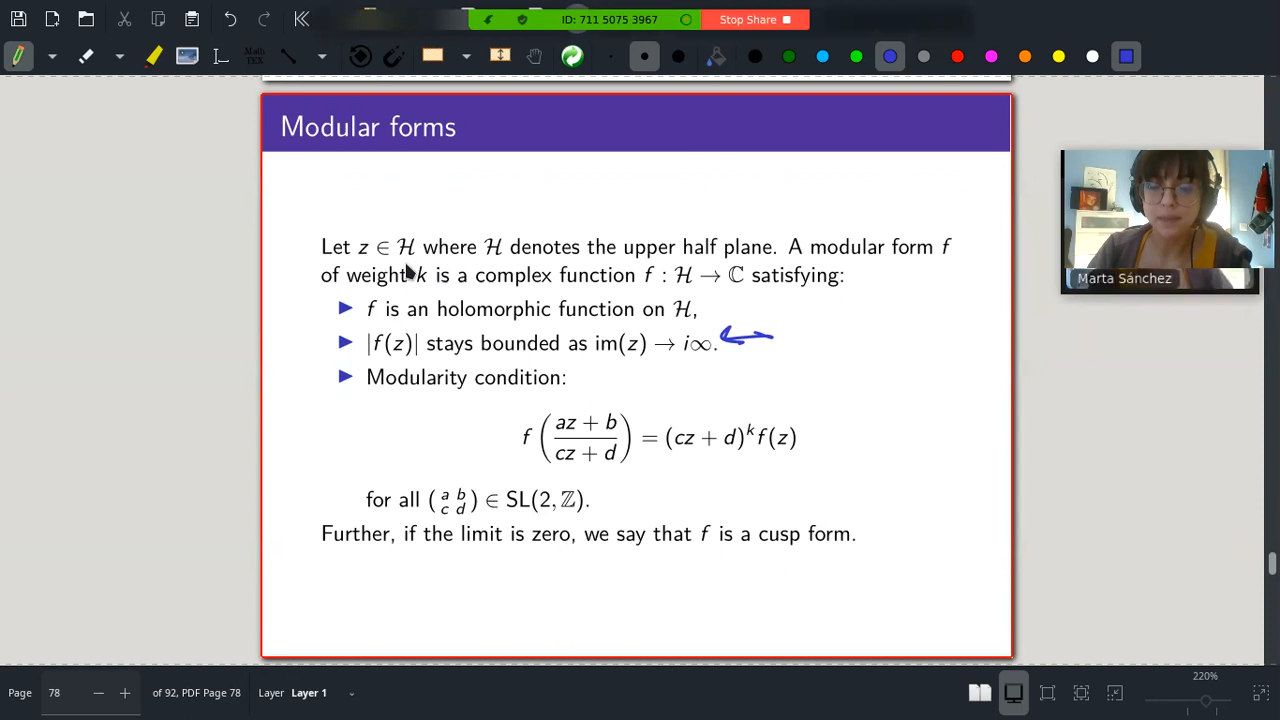 ID: 711 5075 3967
Stop Share
Math
TEX
Modular forms
Let z ∈ ℋ where ℋ denotes the upper half plane. A modular form f
of weight k is a complex function f : ℋ → ℂ satisfying:
▶ f is an holomorphic function on ℋ,
▶ |f(z)| stays bounded as im(z) → i∞.
▶ Modularity condition:
f ( az + b / cz + d ) = (cz + d)^k f(z)
for all ( a b / c d ) ∈ SL(2, ℤ).
Further, if the limit is zero, we say that f is a cusp form.
Marta Sánchez
Page 78 of 92, PDF Page 78 Layer Layer 1
220%